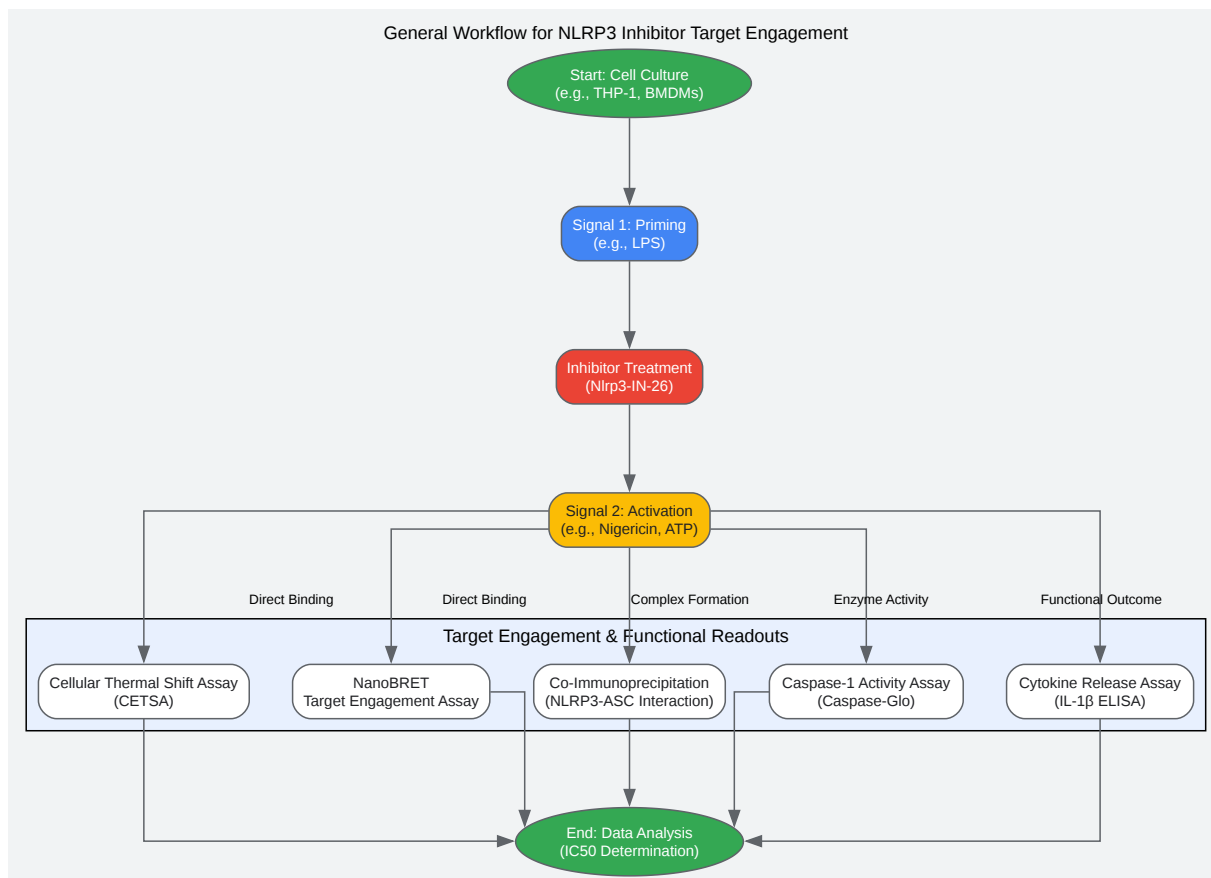 General Workflow for NLRP3 Inhibitor Target Engagement
Start: Cell Culture
(e.g., THP-1, BMDMs)
Signal 1: Priming
(e.g., LPS)
Inhibitor Treatment
(Nlrp3-IN-26)
Signal 2: Activation
(e.g., Nigericin, ATP)
Direct Binding
Direct Binding
Complex Formation
Enzyme Activity
Functional Outcome
Target Engagement & Functional Readouts
Cellular Thermal Shift Assay
(CETSA)
NanoBRET
Target Engagement Assay
Co-Immunoprecipitation
(NLRP3-ASC Interaction)
Caspase-1 Activity Assay
(Caspase-Glo)
Cytokine Release Assay
(IL-1β ELISA)
End: Data Analysis
(IC50 Determination)